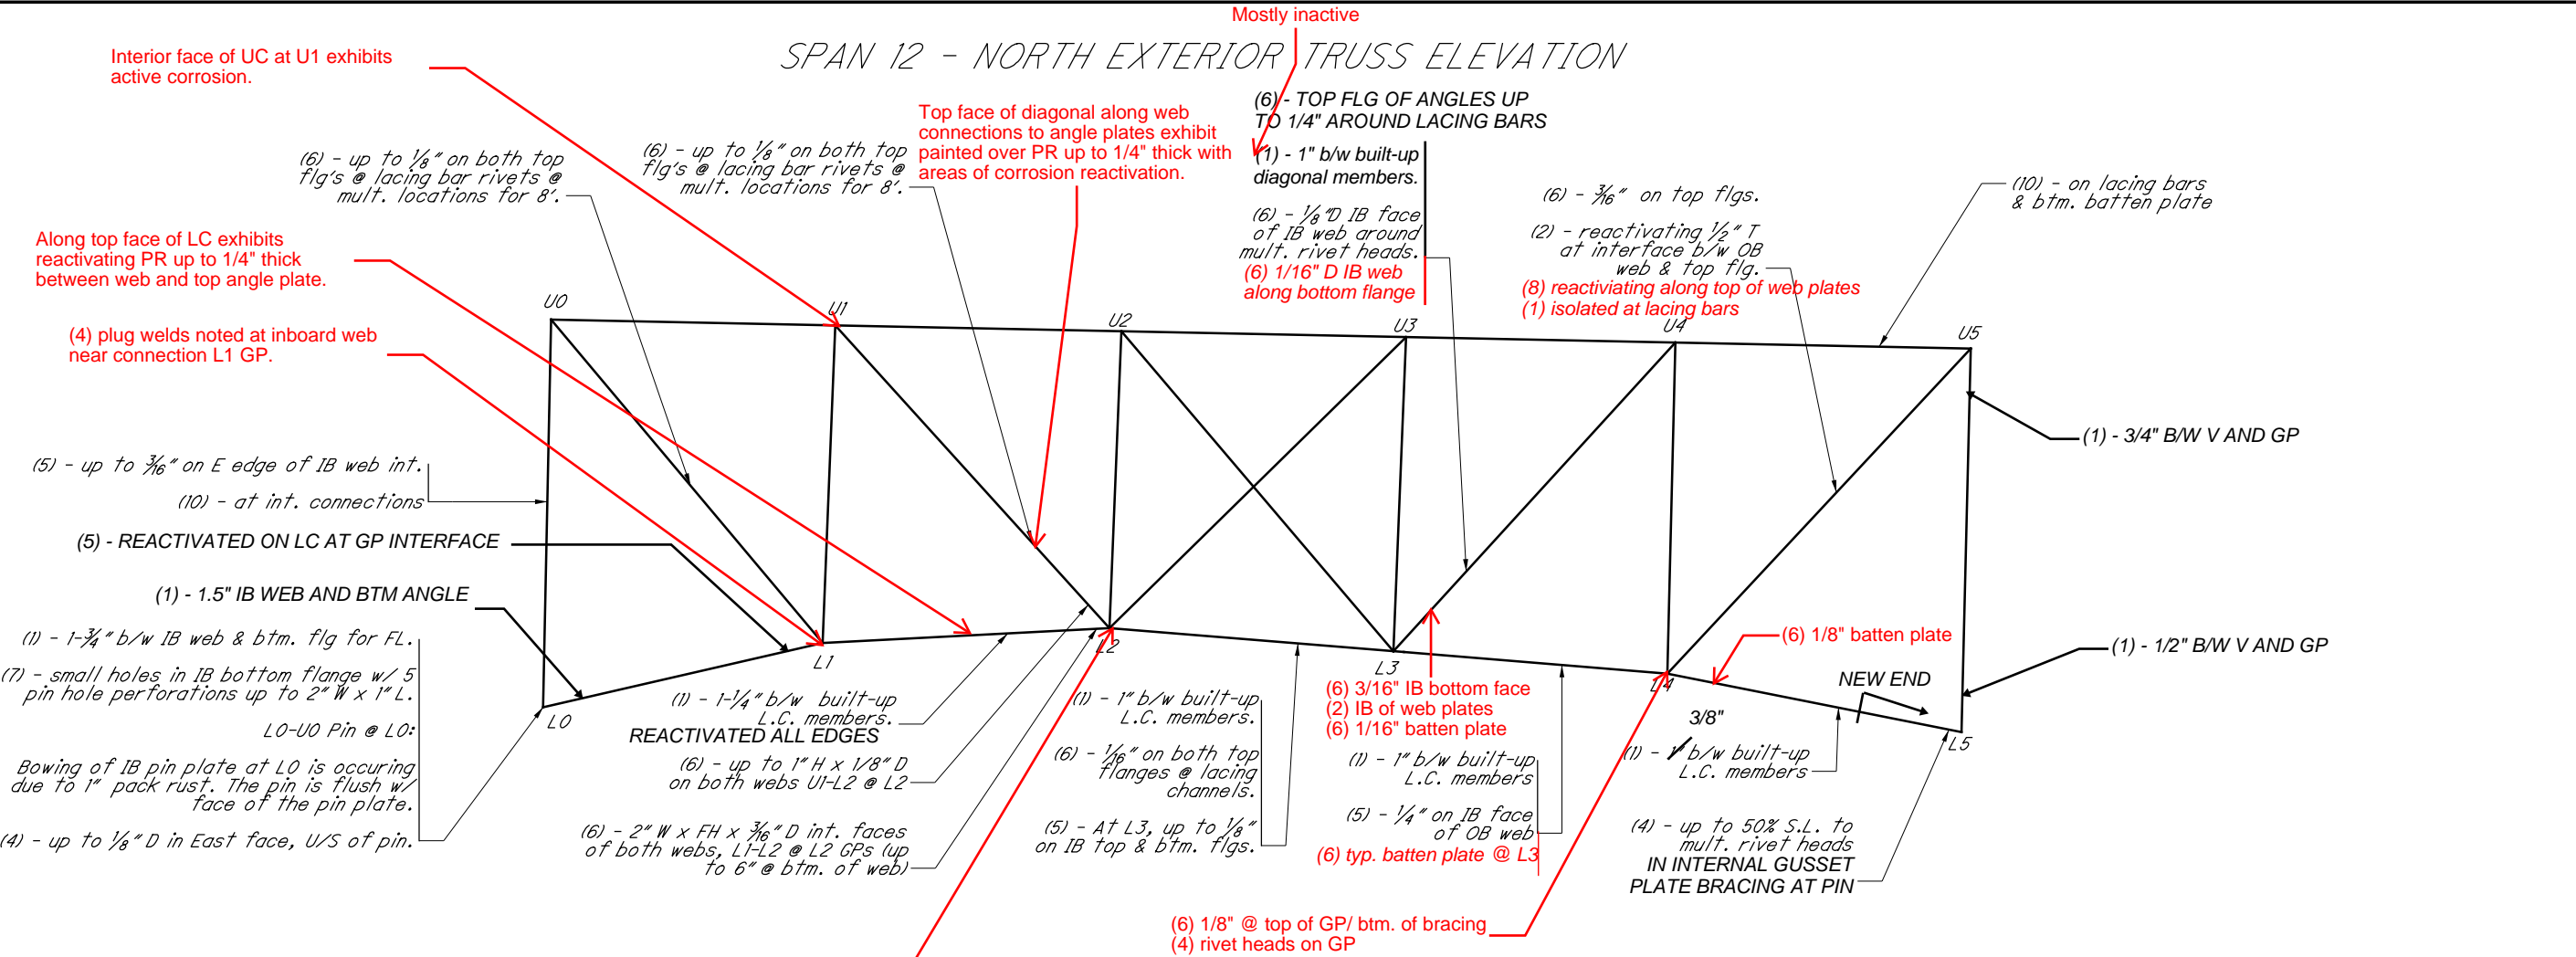 Mostly inactive
SPAN 12 - NORTH EXTERIOR TRUSS ELEVATION
Interior face of UC at U1 exhibits
active corrosion.
(6) - up to 1/8" on both top
flg's @ lacing bar rivets @
mult. locations for 8'.
(6) - up to 1/8" on both top
flg's @ lacing bar rivets @
mult. locations for 8'.
Top face of diagonal along web
connections to angle plates exhibit
painted over PR up to 1/4" thick with
areas of corrosion reactivation.
(6) - TOP FLG OF ANGLES UP
TO 1/4" AROUND LACING BARS
(1) - 1" b/w built-up
diagonal members.
(6) - 1/8"D IB face
of IB web around
mult. rivet heads.
(6) 1/16" D IB web
along bottom flange
(6) - 3/16" on top flgs.
(2) - reactivating 1/2" T
at interface b/w OB
web & top flg.
(8) reactiviating along top of web plates
(1) isolated at lacing bars
(10) - on lacing bars
& btm. batten plate
Along top face of LC exhibits
reactivating PR up to 1/4" thick
between web and top angle plate.
(4) plug welds noted at inboard web
near connection L1 GP.
U0
U1
U2
U3
U4
U5
(1) - 3/4" B/W V AND GP
(5) - up to 3/16" on E edge of IB web int.
(10) - at int. connections
(5) - REACTIVATED ON LC AT GP INTERFACE
(1) - 1.5" IB WEB AND BTM ANGLE
(1) - 1-3/4" b/w IB web & btm. flg for FL.
(7) - small holes in IB bottom flange w/ 5
pin hole perforations up to 2" W x 1" L.
L0-U0 Pin @ L0:
Bowing of IB pin plate at L0 is occuring
due to 1" pack rust. The pin is flush w/
face of the pin plate.
(4) - up to 1/8" D in East face, U/S of pin.
L0
L1
L2
L3
L4
L5
(1) - 1-1/4" b/w built-up
L.C. members.
REACTIVATED ALL EDGES
(6) - up to 1" H x 1/8" D
on both webs U1-L2 @ L2
(6) - 2" W x FH x 3/16" D int. faces
of both webs, L1-L2 @ L2 GPs (up
to 6" @ btm. of web)
(1) - 1" b/w built-up
L.C. members.
(6) - 1/16" on both top
flanges @ lacing
channels.
(5) - At L3, up to 1/8"
on IB top & btm. flgs.
(6) 3/16" IB bottom face
(2) IB of web plates
(6) 1/16" batten plate
(1) - 1" b/w built-up
L.C. members
(5) - 1/4" on IB face
of OB web
(6) typ. batten plate @ L3
(6) 1/8" batten plate
NEW END
(1) - 1/2" B/W V AND GP
3/8"
(1) - 1" b/w built-up
L.C. members
(4) - up to 50% S.L. to
mult. rivet heads
IN INTERNAL GUSSET
PLATE BRACING AT PIN
(6) 1/8" @ top of GP/ btm. of bracing
(4) rivet heads on GP